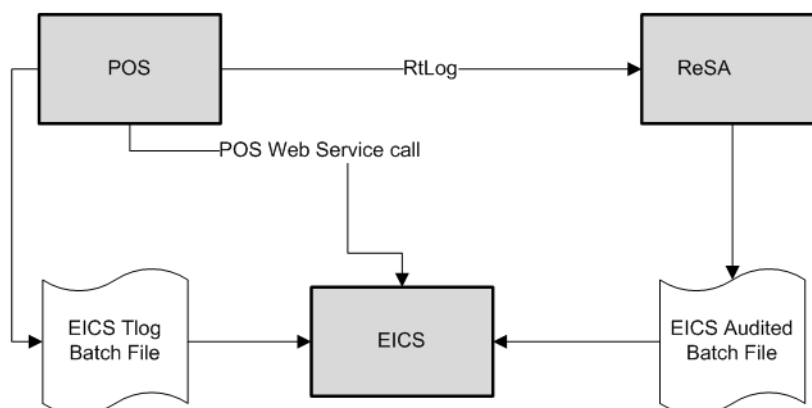 POS
RtLog
ReSA
POS Web Service call
EICS Tlog
Batch File
EICS
EICS Audited
Batch File